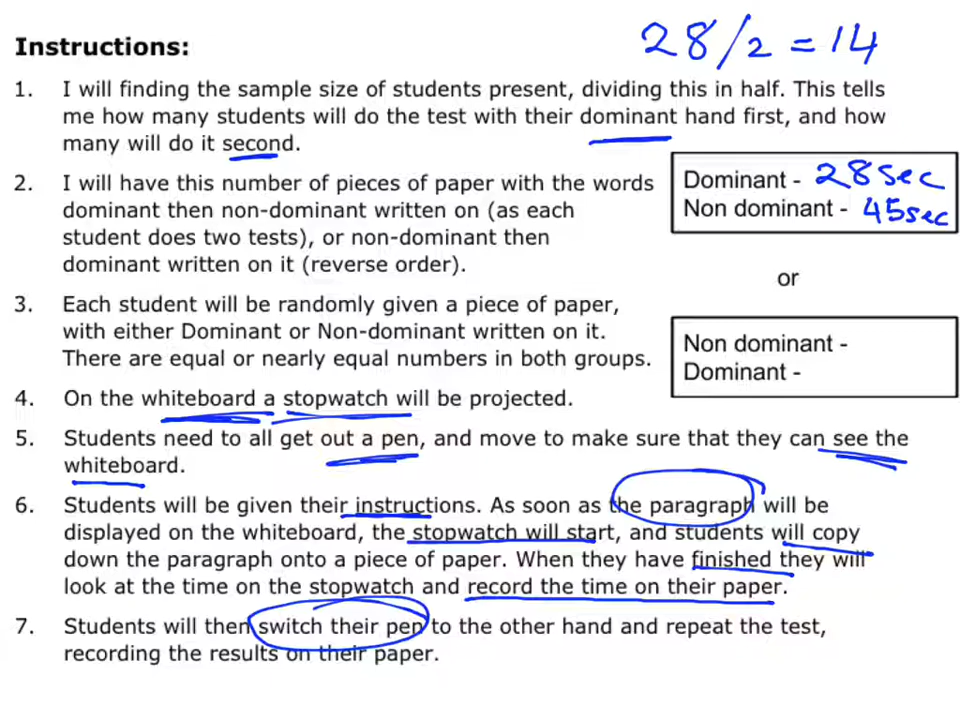 28/2 = 14
Instructions:
1. I will finding the sample size of students present, dividing this in half. This tells
me how many students will do the test with their dominant hand first, and how
many will do it second.
2. I will have this number of pieces of paper with the words
dominant then non-dominant written on (as each
student does two tests), or non-dominant then
dominant written on it (reverse order).
Dominant - 28sec
Non dominant - 45sec
or
Non dominant -
Dominant -
3. Each student will be randomly given a piece of paper,
with either Dominant or Non-dominant written on it.
There are equal or nearly equal numbers in both groups.
4. On the whiteboard a stopwatch will be projected.
5. Students need to all get out a pen, and move to make sure that they can see the
whiteboard.
6. Students will be given their instructions. As soon as the paragraph will be
displayed on the whiteboard, the stopwatch will start, and students will copy
down the paragraph onto a piece of paper. When they have finished they will
look at the time on the stopwatch and record the time on their paper.
7. Students will then switch their pen to the other hand and repeat the test,
recording the results on their paper.